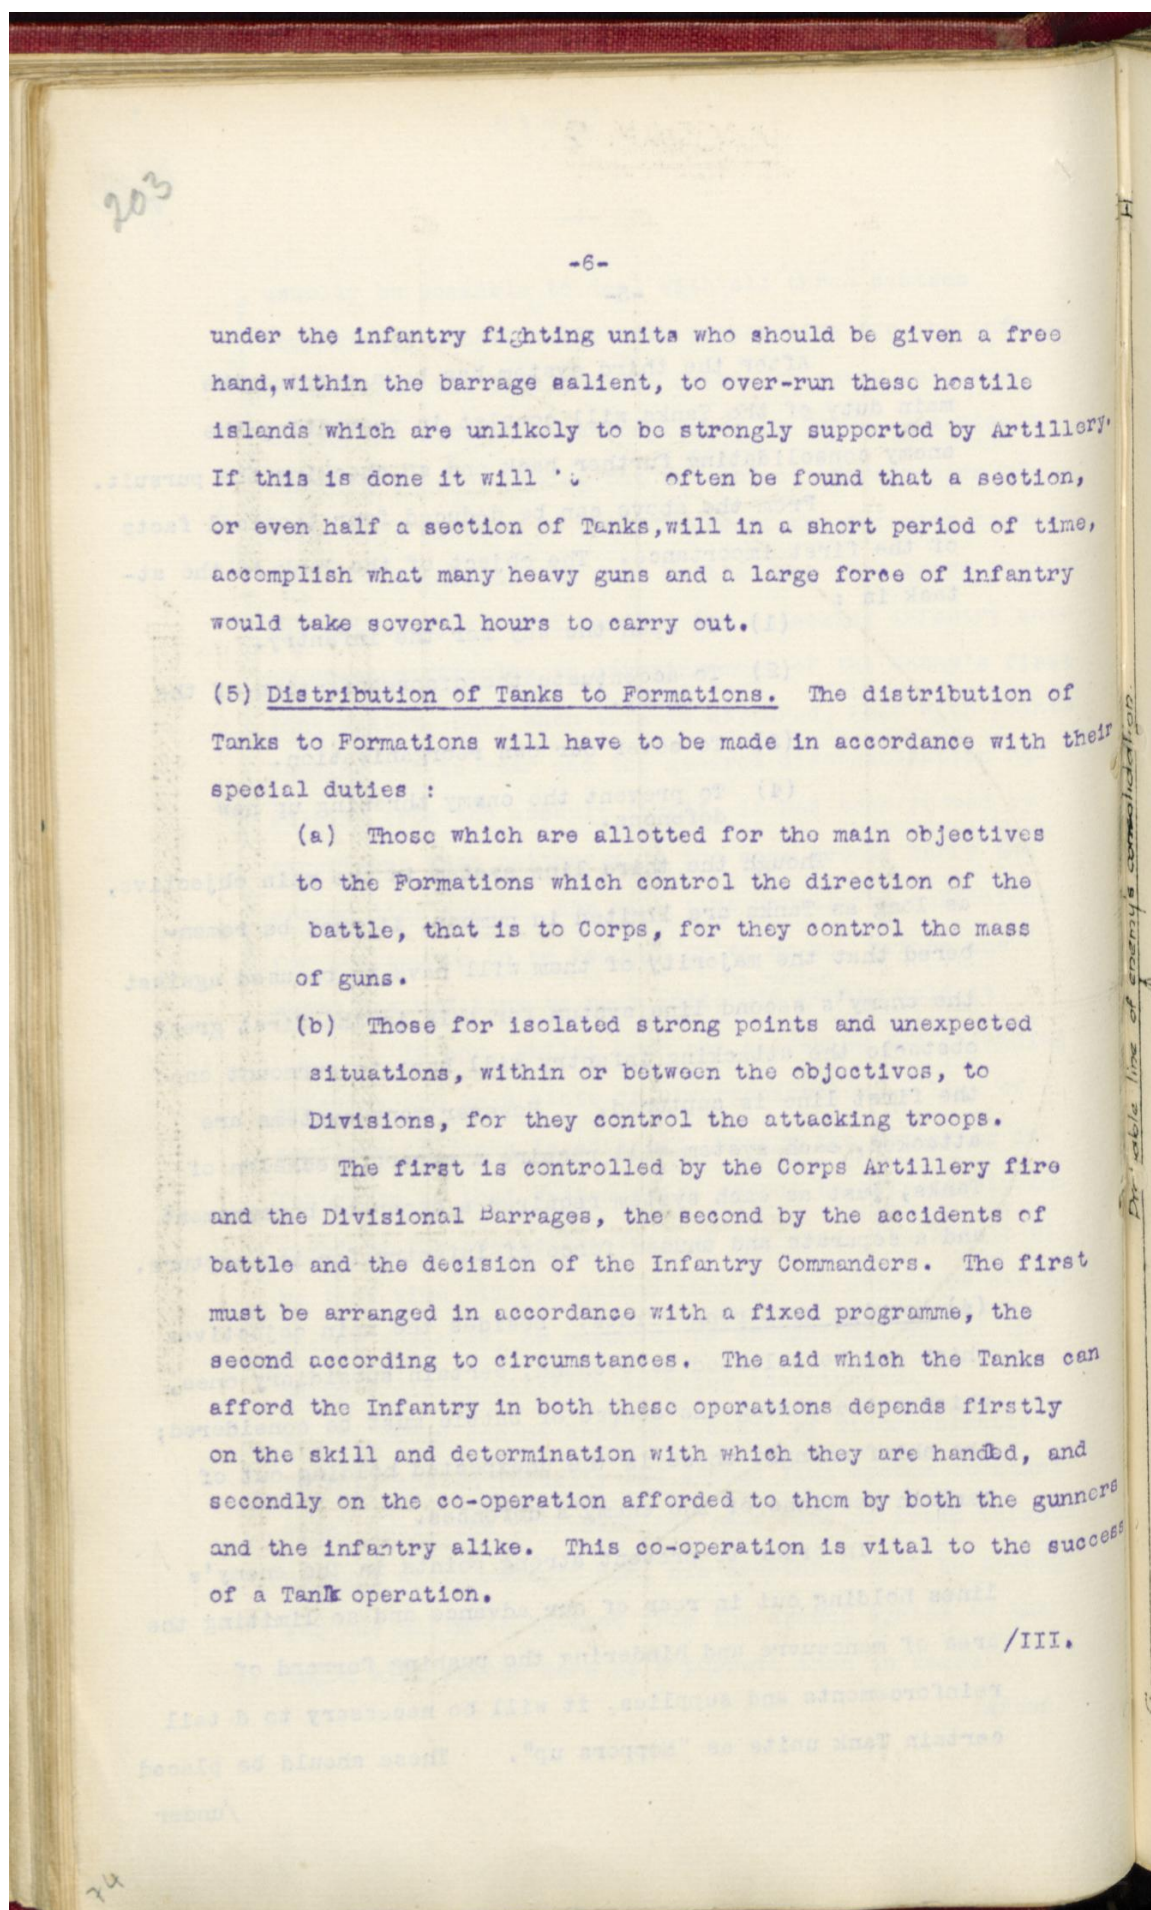 203
-6-
under the infantry fighting units who should be given a free
hand,within the barrage salient, to over-run these hostile
islands which are unlikely to be strongly supported by Artillery.
If this is done it will often be found that a section,
or even half a section of Tanks,will in a short period of time,
accomplish what many heavy guns and a large force of infantry
would take several hours to carry out.
(5) Distribution of Tanks to Formations. The distribution of
Tanks to Formations will have to be made in accordance with their
special duties :
(a) Those which are allotted for the main objectives
to the Formations which control the direction of the
battle, that is to Corps, for they control the mass
of guns.
(b) Those for isolated strong points and unexpected
situations, within or between the objectives, to
Divisions, for they control the attacking troops.
The first is controlled by the Corps Artillery fire
and the Divisional Barrages, the second by the accidents of
battle and the decision of the Infantry Commanders. The first
must be arranged in accordance with a fixed programme, the
second according to circumstances. The aid which the Tanks can
afford the Infantry in both these operations depends firstly
on the skill and determination with which they are handled, and
secondly on the co-operation afforded to them by both the gunners
and the infantry alike. This co-operation is vital to the success
of a Tank operation.
/III.
74
line of enemy's consolidation.
H